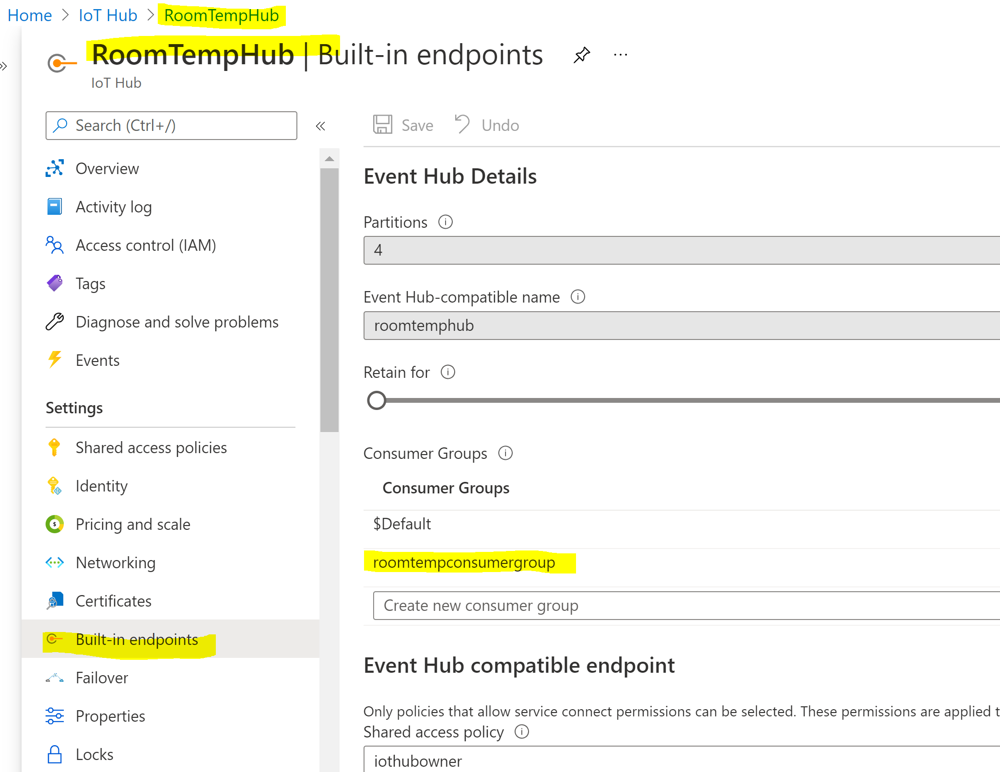 Home > IoT Hub > RoomTempHub
RoomTempHub | Built-in endpoints ...
IoT Hub
Search (Ctrl+/)
«
Save Undo
Overview
Activity log
Access control (IAM)
Tags
Diagnose and solve problems
Events
Settings
Shared access policies
Identity
Pricing and scale
Networking
Certificates
Built-in endpoints
Failover
Properties
Locks
Event Hub Details
Partitions
4
Event Hub-compatible name
roomtemphub
Retain for
Consumer Groups
Consumer Groups
$Default
roomtempconsumergroup
Create new consumer group
Event Hub compatible endpoint
Only policies that allow service connect permissions can be selected. These permissions are applied t
Shared access policy
iothubowner